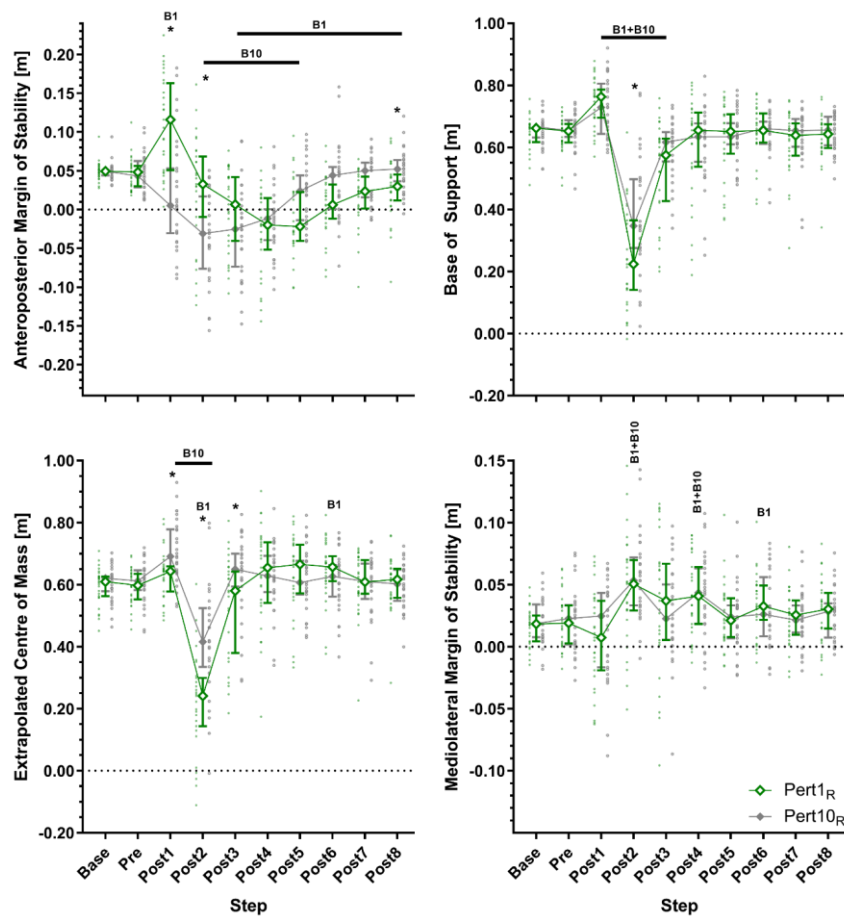 B1
*
B1
B10
*
*
0.20
0.15
0.10
0.05
0.00
-0.05
-0.10
-0.15
-0.20
Anteroposterior Margin of Stability [m]
B1+B10
*
0.80
0.60
0.40
0.20
0.00
-0.20
Base of Support [m]
B10
*
B1
*
*
B1
1.00
0.80
0.60
0.40
0.20
0.00
-0.20
Extrapolated Centre of Mass [m]
Base
Pre
Post1
Post2
Post3
Post4
Post5
Post6
Post7
Post8
Step
B1+B10
B1+B10
B1
0.15
0.10
0.05
0.00
-0.05
-0.10
Mediolateral Margin of Stability [m]
Pert1R
Pert10R
Base
Pre
Post1
Post2
Post3
Post4
Post5
Post6
Post7
Post8
Step